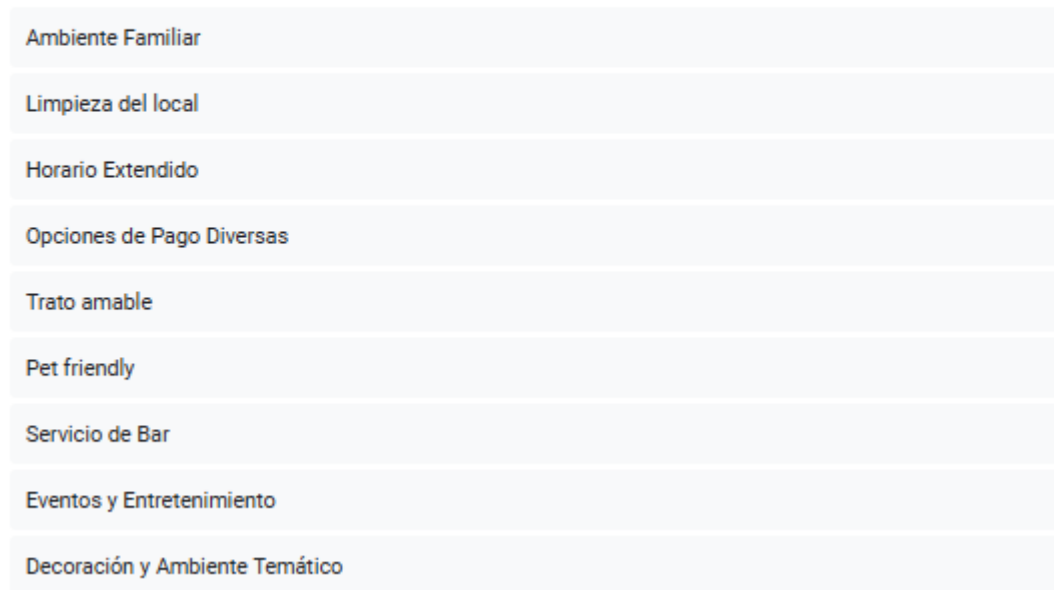 Ambiente Familiar
Limpieza del local
Horario Extendido
Opciones de Pago Diversas
Trato amable
Pet friendly
Servicio de Bar
Eventos y Entretenimiento
Decoración y Ambiente Temático